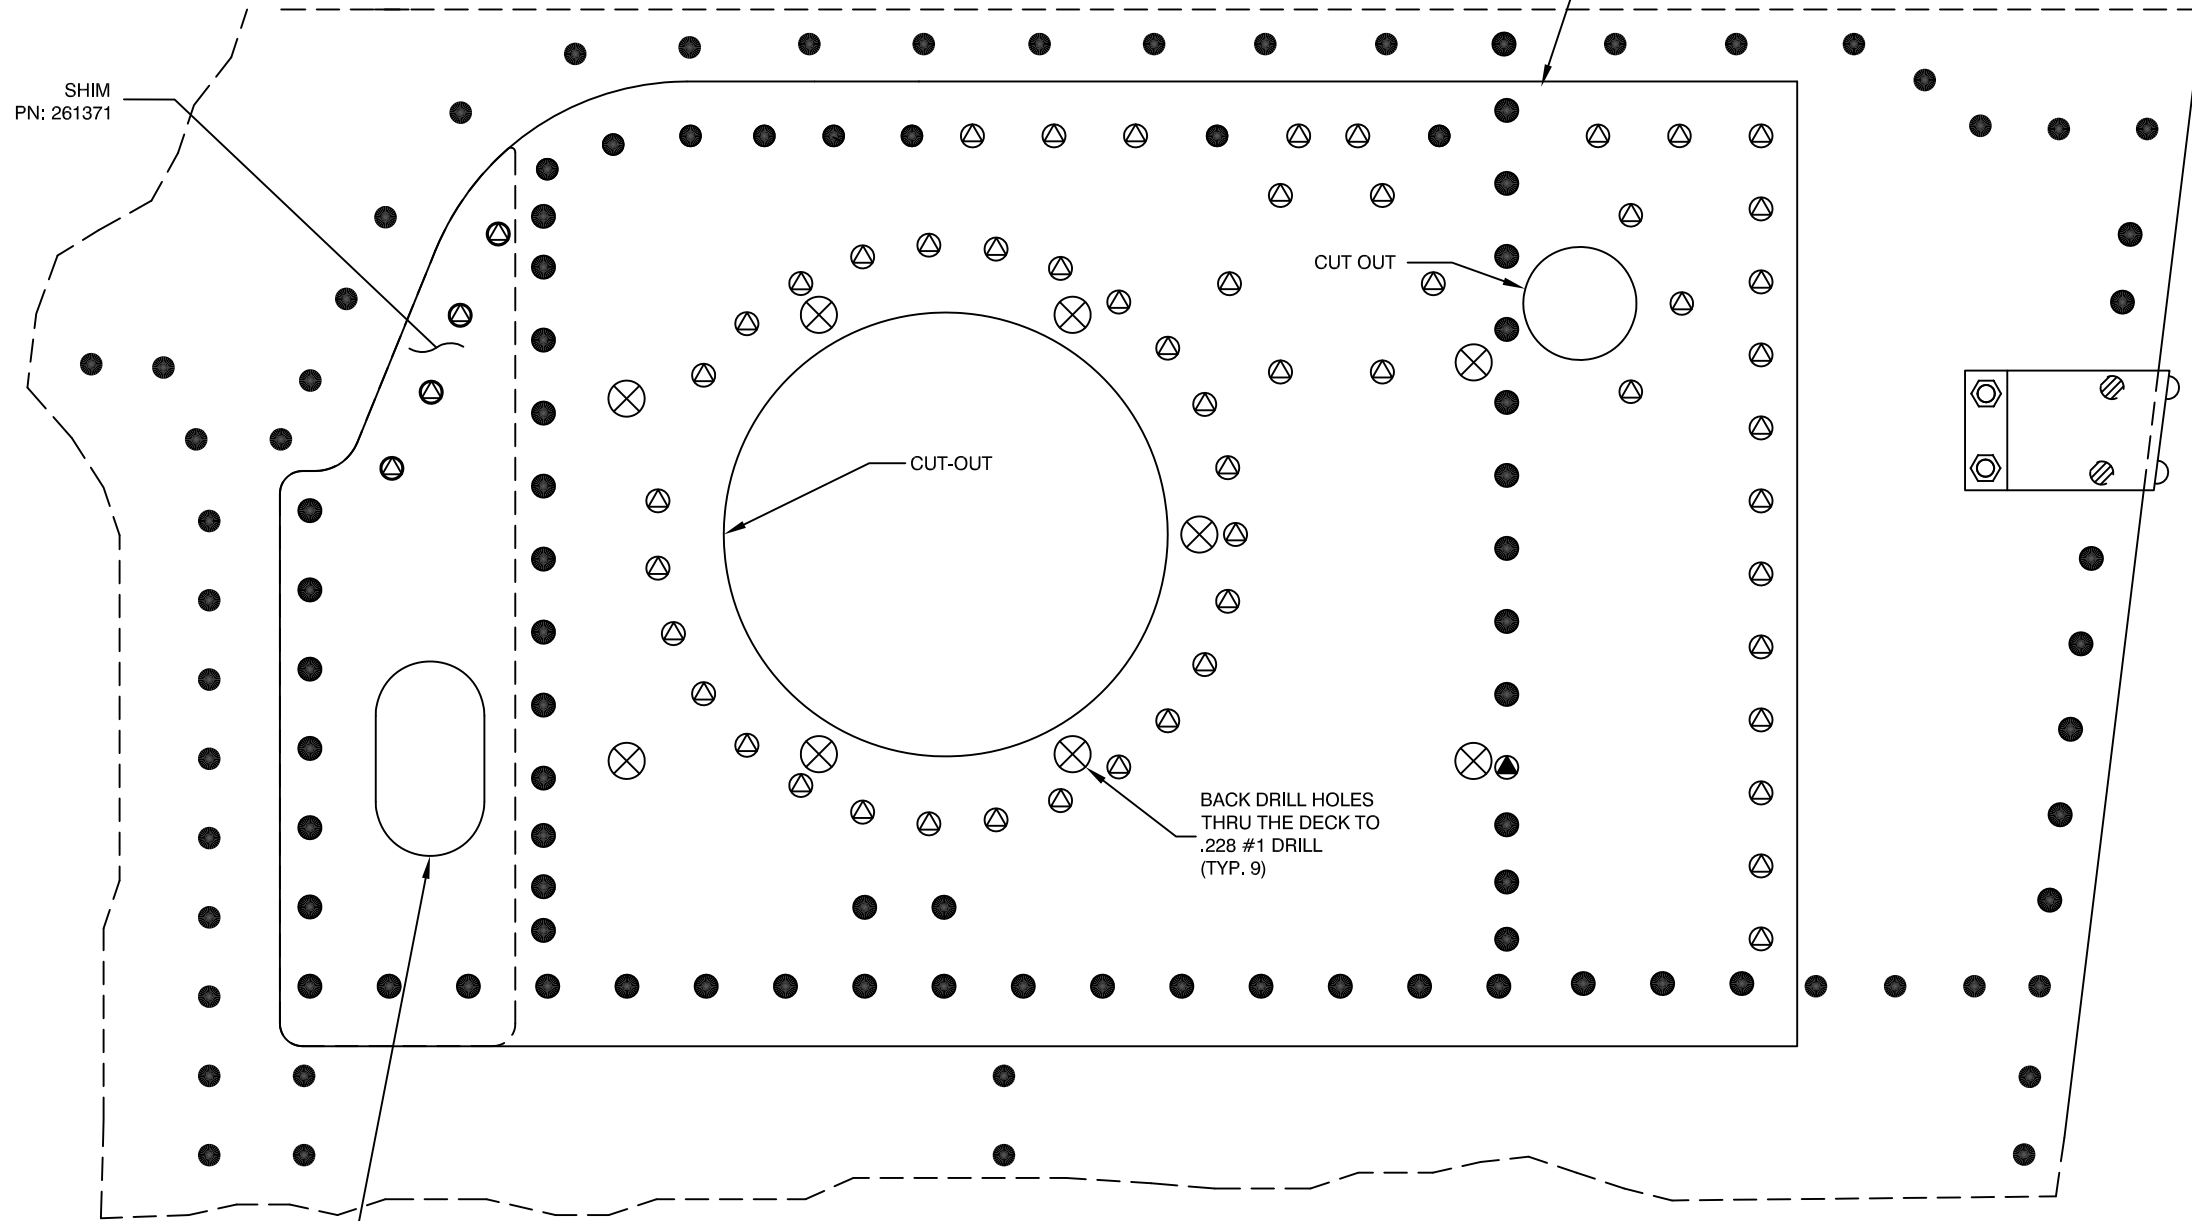 SHIM
PN: 261371
CUT OUT
CUT-OUT
BACK DRILL HOLES
THRU THE DECK TO
.228 #1 DRILL
(TYP. 9)